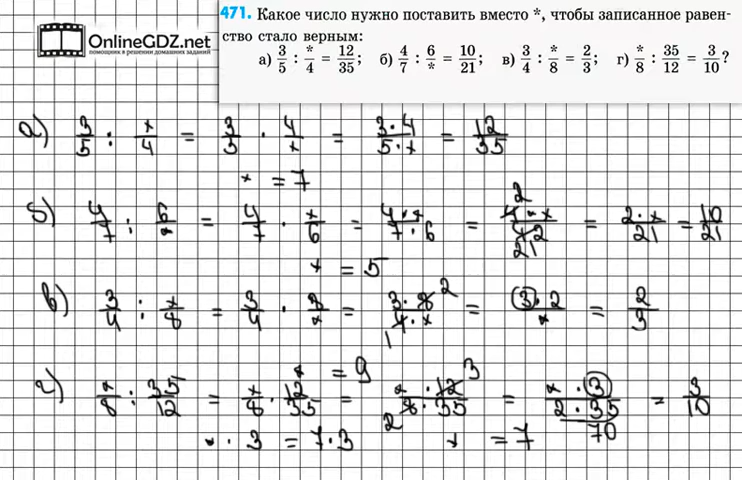 OnlineGDZ.net
помощник в решении домашних заданий
471. Какое число нужно поставить вместо *, чтобы записанное равен-
ство стало верным:
а) 3/5 : */4 = 12/35; б) 4/7 : 6/* = 10/21; в) 3/4 : */8 = 2/3; г) */8 : 35/12 = 3/10?
а) 3/5 : */4 = 3/5 · 4/* = 3·4/5·* = 12/35
* = 7
б) 4/7 : 6/* = 4/7 · */6 = 4·*/7·6 = 2·*/21 = 10/21
* = 5
в) 3/4 : */8 = 3/4 · 8/* = 3·8/4·* = 3·2/* = 2/3
* = 9
г) */8 : 35/12 = */8 · 12/35 = *·12/8·35 = *·3/2·35 = 3/10
70
* · 3 = 7·3 * = 7